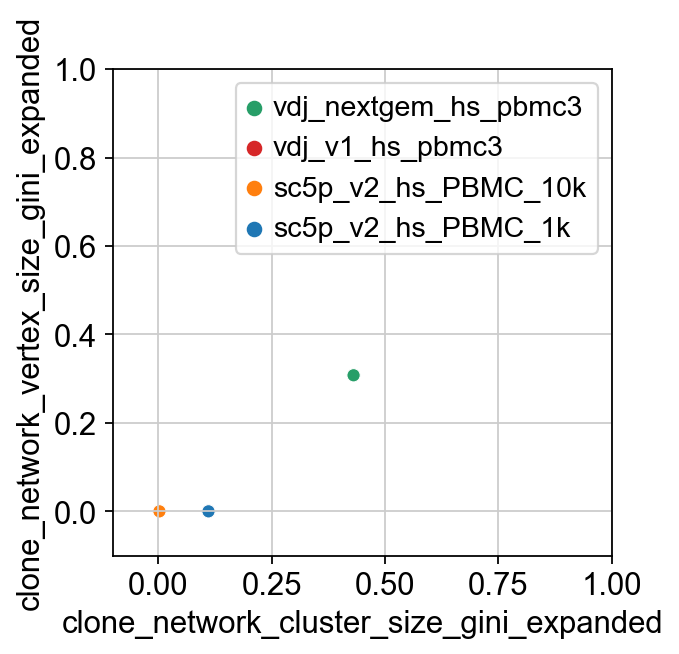 clone_network_vertex_size_gini_expanded
1.0
0.8
0.6
0.4
0.2
0.0
vdj_nextgem_hs_pbmc3
vdj_v1_hs_pbmc3
sc5p_v2_hs_PBMC_10k
sc5p_v2_hs_PBMC_1k
0.00 0.25 0.50 0.75 1.00
clone_network_cluster_size_gini_expanded